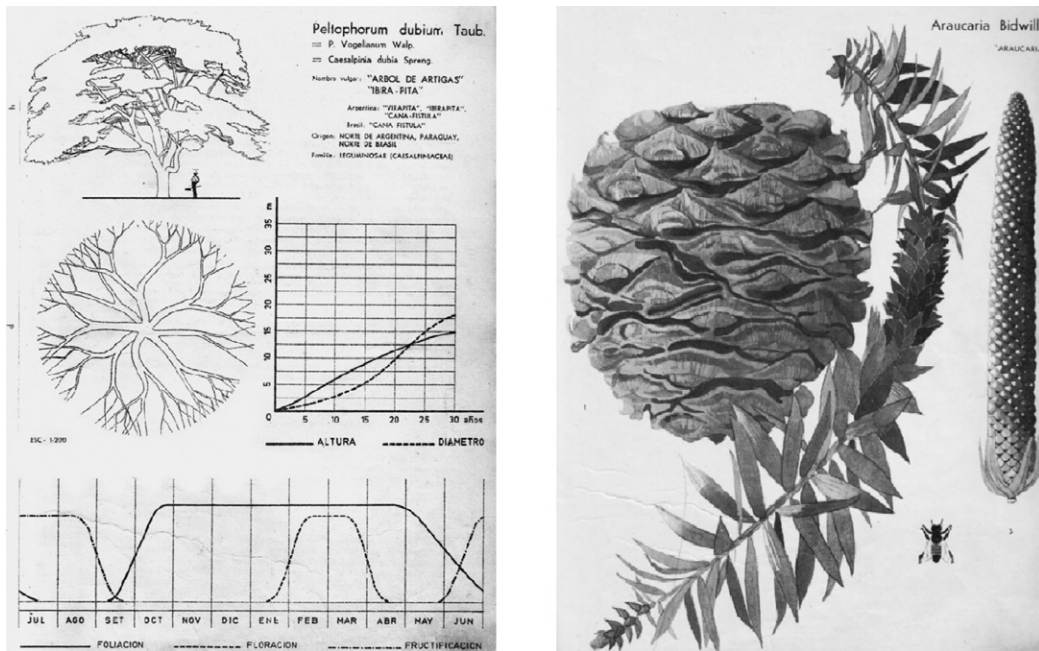 Peltophorum dubium Taub.
= P. Vogelianum Walp.
= Caesalpinia dubia Spreng.
Nombre vulgar: "ARBOL DE ARTIGAS"
"IBIRA-PITA"
Argentina: "VIRAPITA", "IBIRAPITA",
"CANA-FISTULA"
Brasil: "CANA FISTULA"
Origen: NORTE DE ARGENTINA, PARAGUAY,
NORTE DE BRASIL
Familia: LEGUMINOSAE (CAESALPINIACEAE)
h
d
ESC - 1:200
m
35
30
25
20
15
10
5
0 5 10 15 20 25 30 años
ALTURA DIAMETRO
JUL AGO SET OCT NOV DIC ENE FEB MAR ABR MAY JUN
FOLIACION FLORACION FRUCTIFICACION
Araucaria Bidwill
"ARAUCARIA
1
3